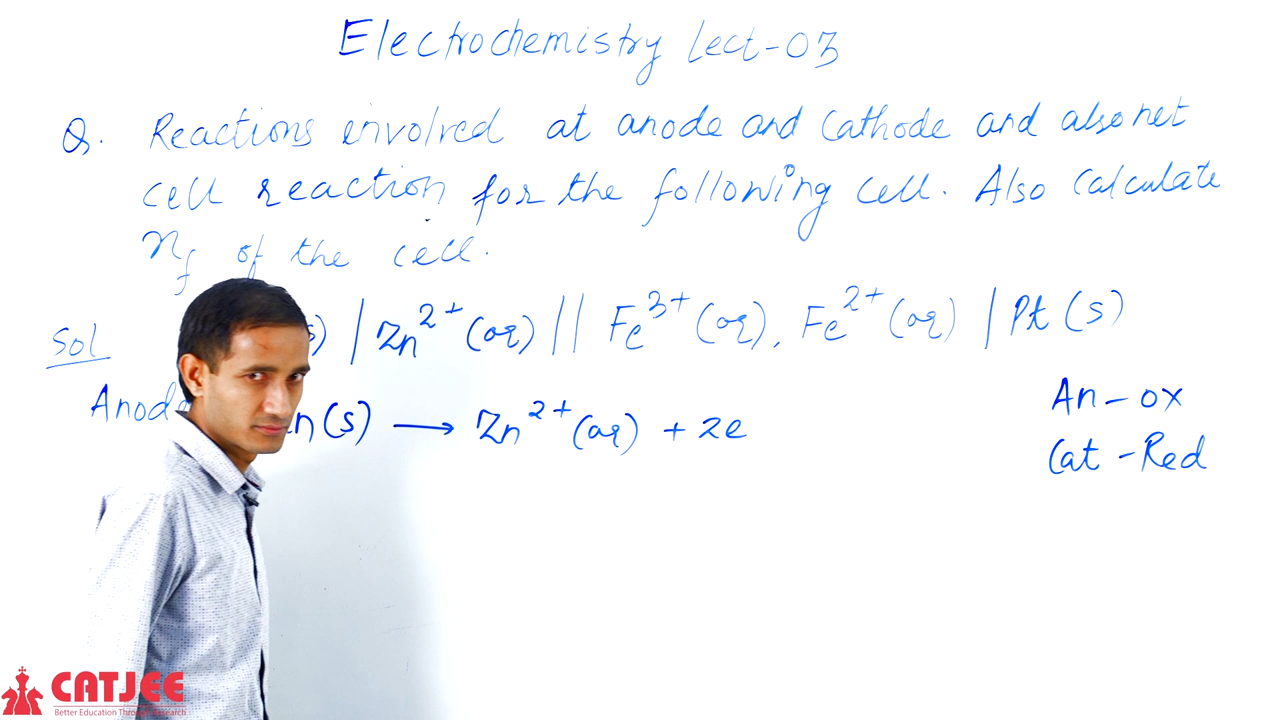 Electrochemistry Lect-03
Q. Reactions involved at anode and cathode and also net
cell reaction for the following cell. Also calculate
n_f of the cell.
Sol s) | Zn²⁺ (aq) || Fe³⁺ (aq), Fe²⁺ (aq) | Pt (s)
Anod n(s) → Zn²⁺ (aq) + 2e
An - ox
Cat - Red
CATJEE
Better Education Through Research